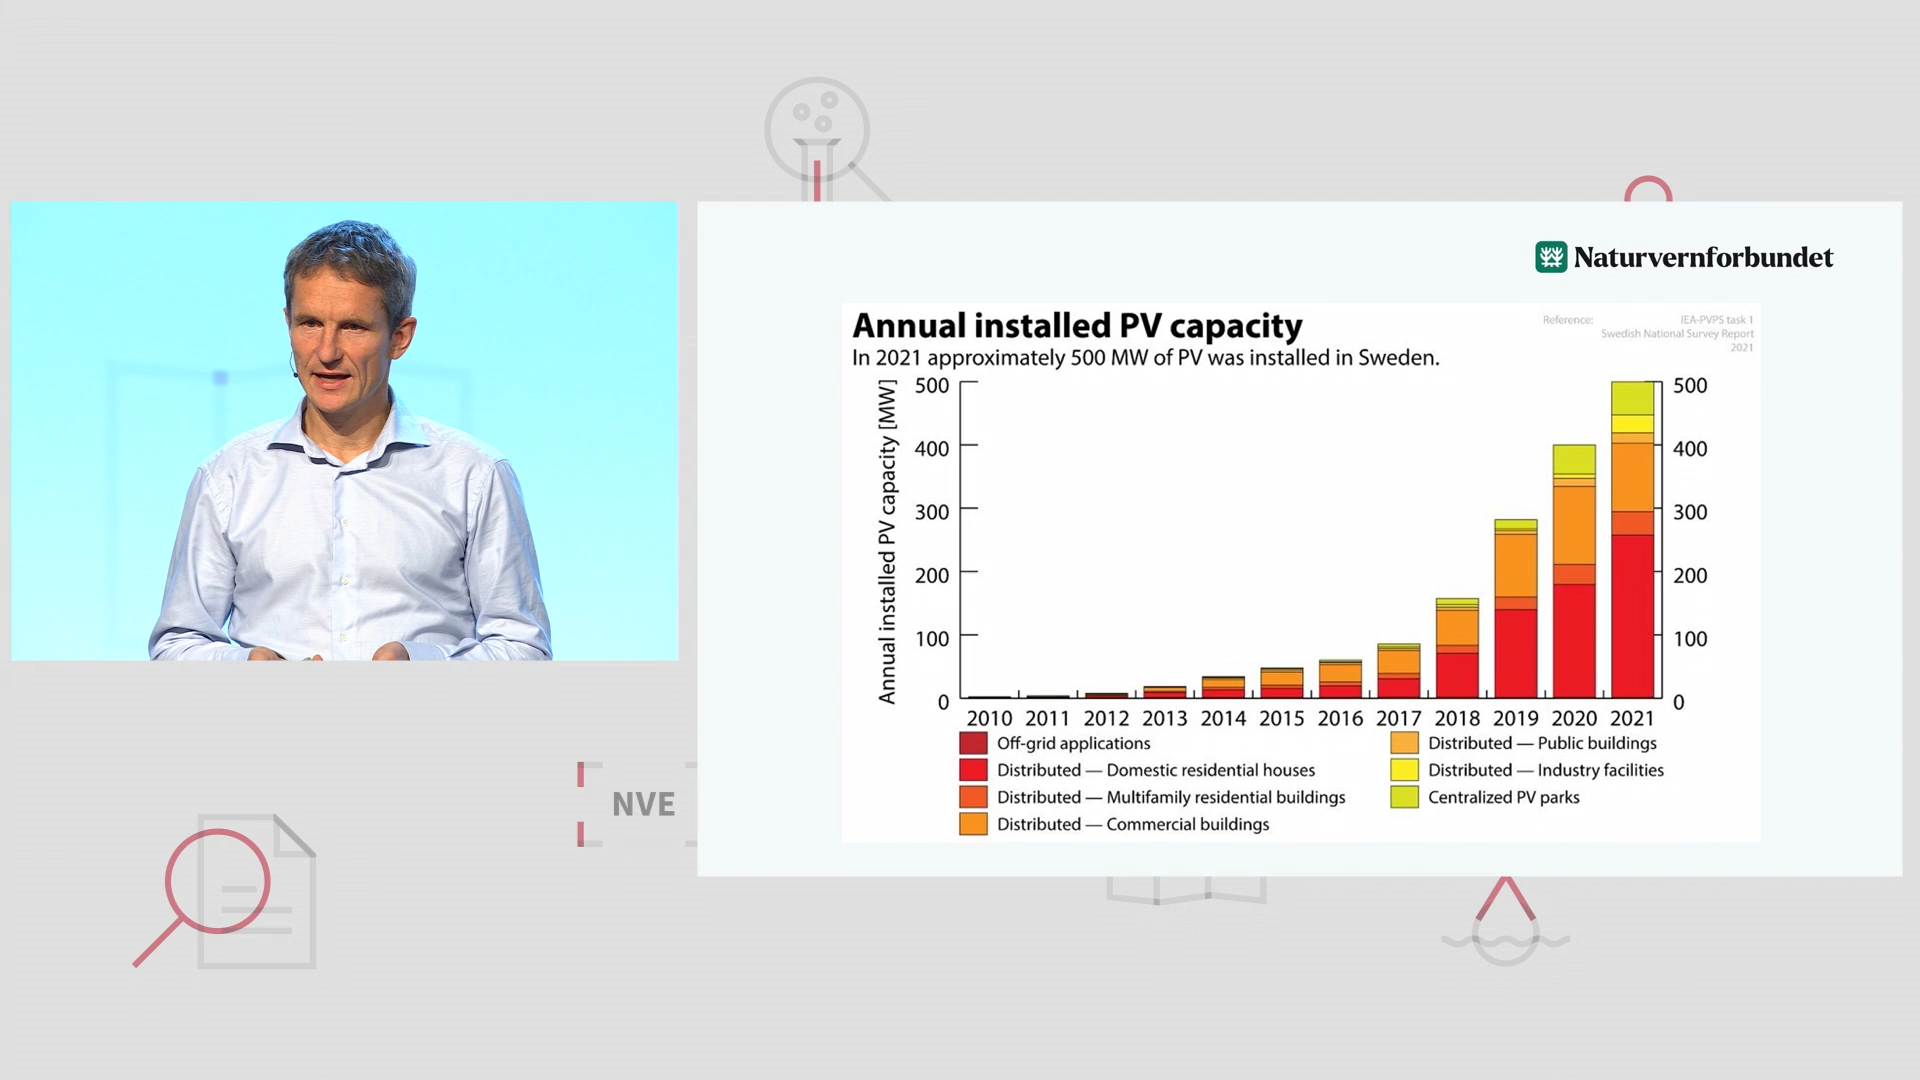 Naturvernforbundet
Annual installed PV capacity
Reference: IEA-PVPS task 1
Swedish National Survey Report
2021
In 2021 approximately 500 MW of PV was installed in Sweden.
Annual installed PV capacity [MW]
500
400
300
200
100
0
500
400
300
200
100
0
2010 2011 2012 2013 2014 2015 2016 2017 2018 2019 2020 2021
Off-grid applications
Distributed — Domestic residential houses
Distributed — Multifamily residential buildings
Distributed — Commercial buildings
Distributed — Public buildings
Distributed — Industry facilities
Centralized PV parks
NVE